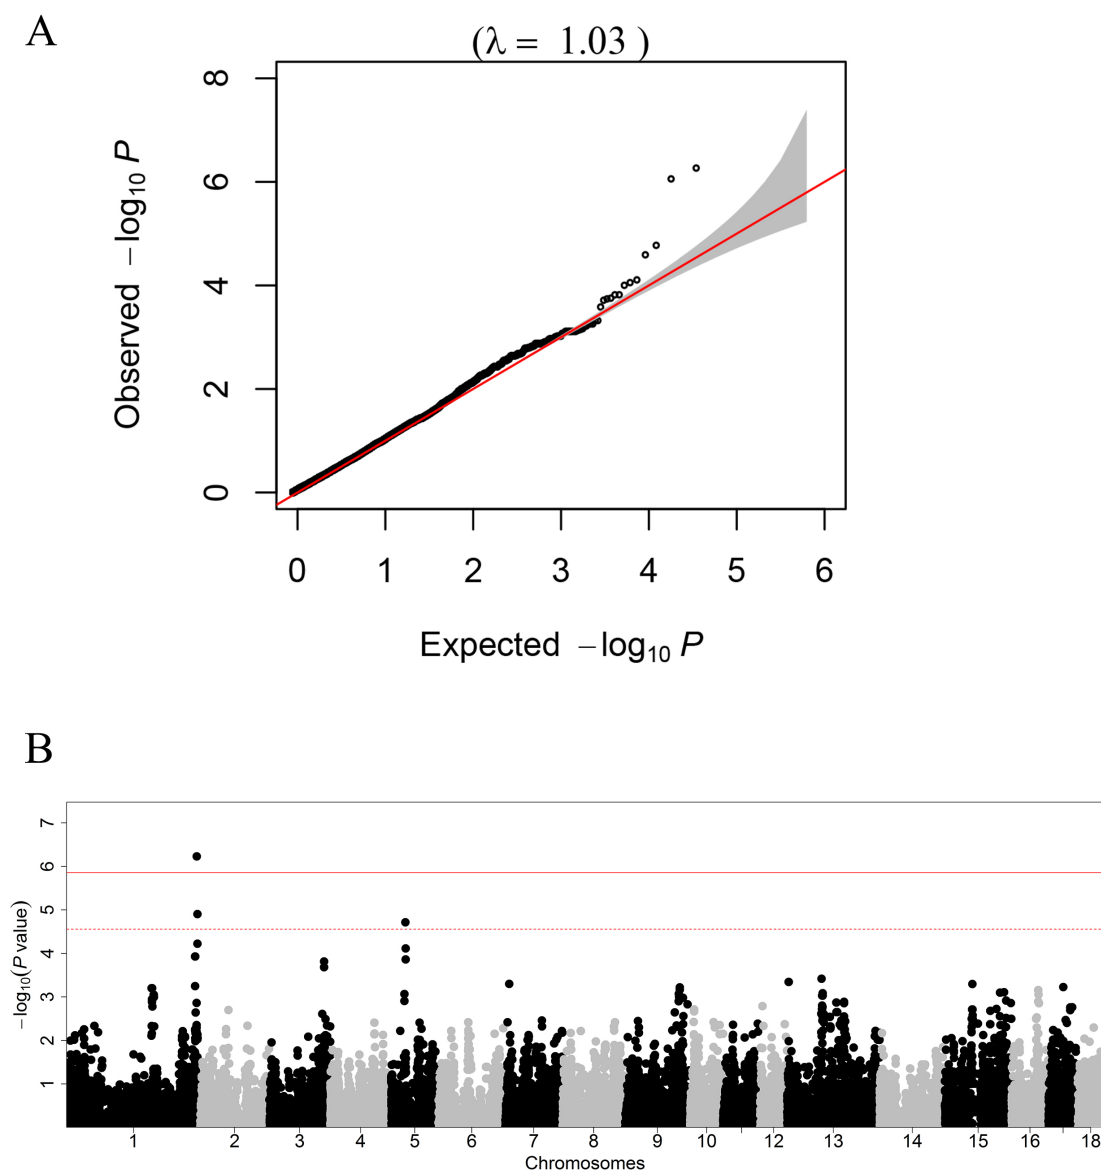 A
(λ = 1.03 )
8
6
4
2
0
Observed −log10 P
0 1 2 3 4 5 6
Expected −log10 P
B
7
6
5
4
3
2
1
−log10(P value)
1 2 3 4 5 6 7 8 9 10 12 13 14 15 16 18
Chromosomes